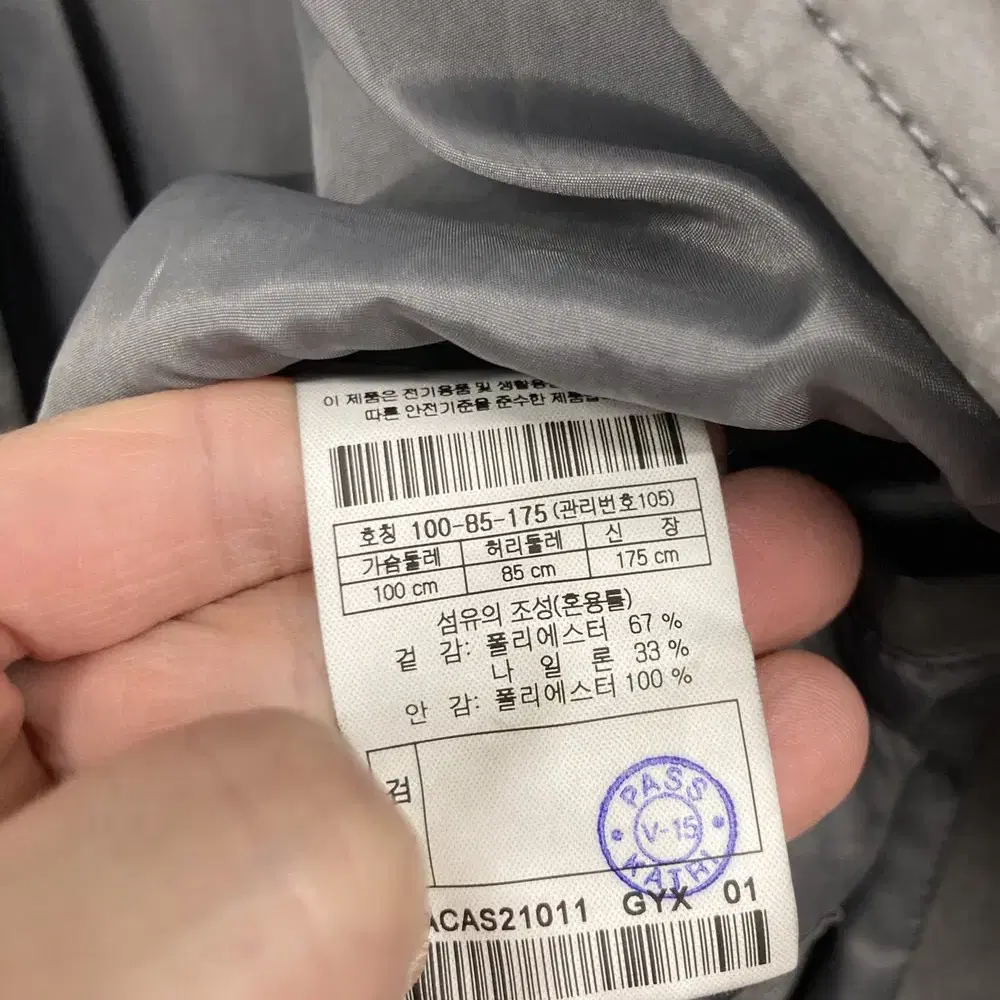 이 제품은 전기용품 및 생활용
따른 안전기준을 준수한 제품
호칭 100-85-175 (관리번호105)
가슴둘레 허리둘레 신 장
100 cm 85 cm 175 cm
섬유의 조성(혼용률)
겉 감: 폴리에스터 67 %
나 일 론 33 %
안 감: 폴리에스터 100 %
검
PASS
V-15
ACAS21011 GYX 01